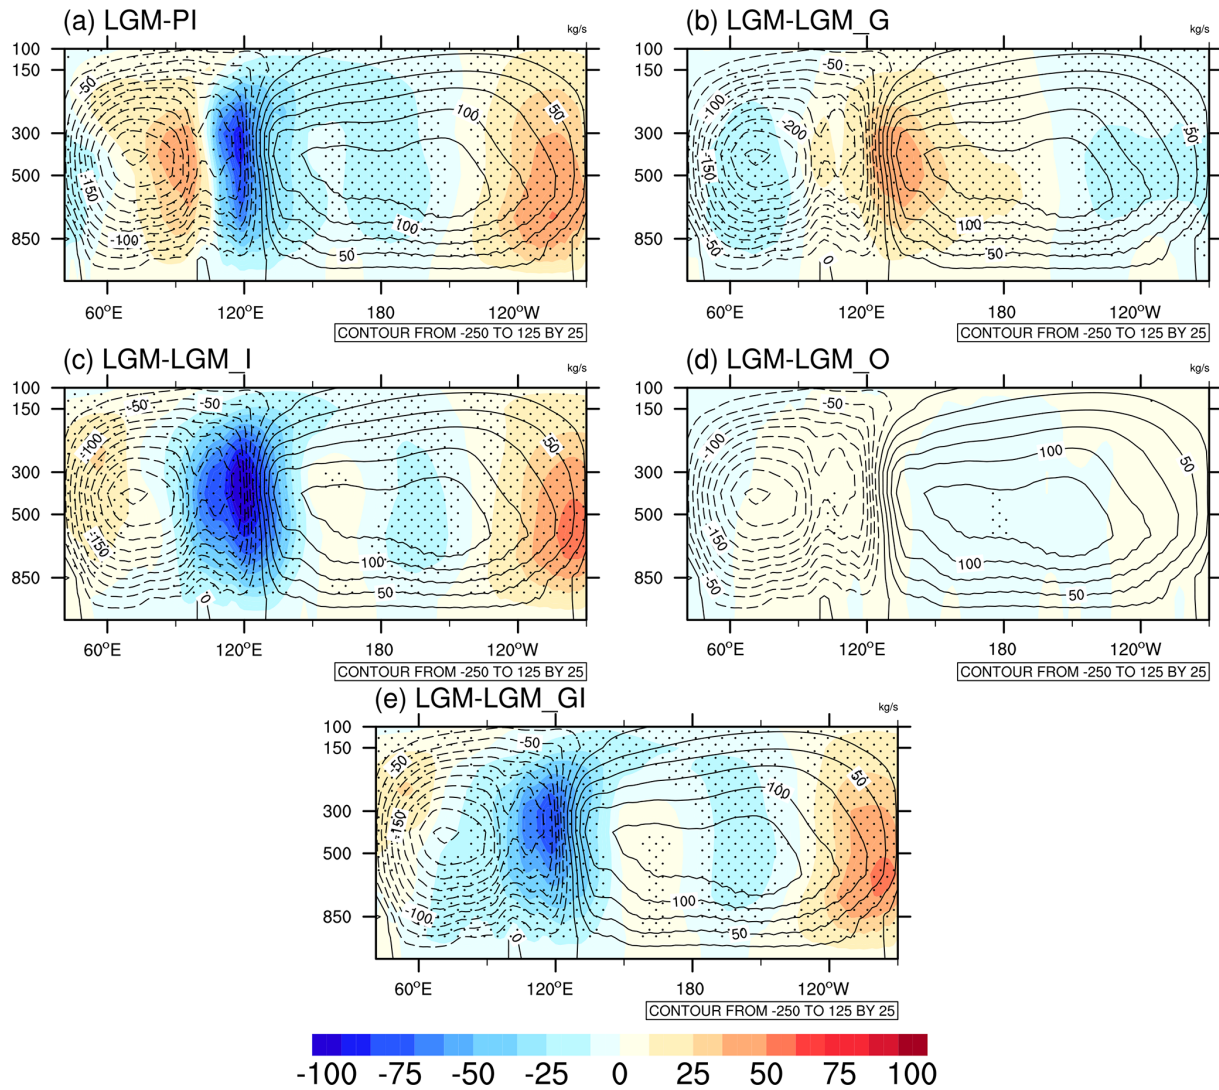 (a) LGM-PI
kg/s
100
150
300
500
850
-50
-150
-100
100
50
100
50
60°E
120°E
180
120°W
CONTOUR FROM -250 TO 125 BY 25
(b) LGM-LGM_G
kg/s
100
150
300
500
850
-50
-100
-200
-150
-50
0
50
100
50
60°E
120°E
180
120°W
CONTOUR FROM -250 TO 125 BY 25
(c) LGM-LGM_I
kg/s
100
150
300
500
850
-50
-50
-100
-150
0
50
100
50
60°E
120°E
180
120°W
CONTOUR FROM -250 TO 125 BY 25
(d) LGM-LGM_O
kg/s
100
150
300
500
850
-50
-100
-150
-50
100
50
100
50
60°E
120°E
180
120°W
CONTOUR FROM -250 TO 125 BY 25
(e) LGM-LGM_GI
kg/s
100
150
300
500
850
-50
-50
-150
-100
0
100
50
100
50
60°E
120°E
180
120°W
CONTOUR FROM -250 TO 125 BY 25
-100 -75 -50 -25 0 25 50 75 100